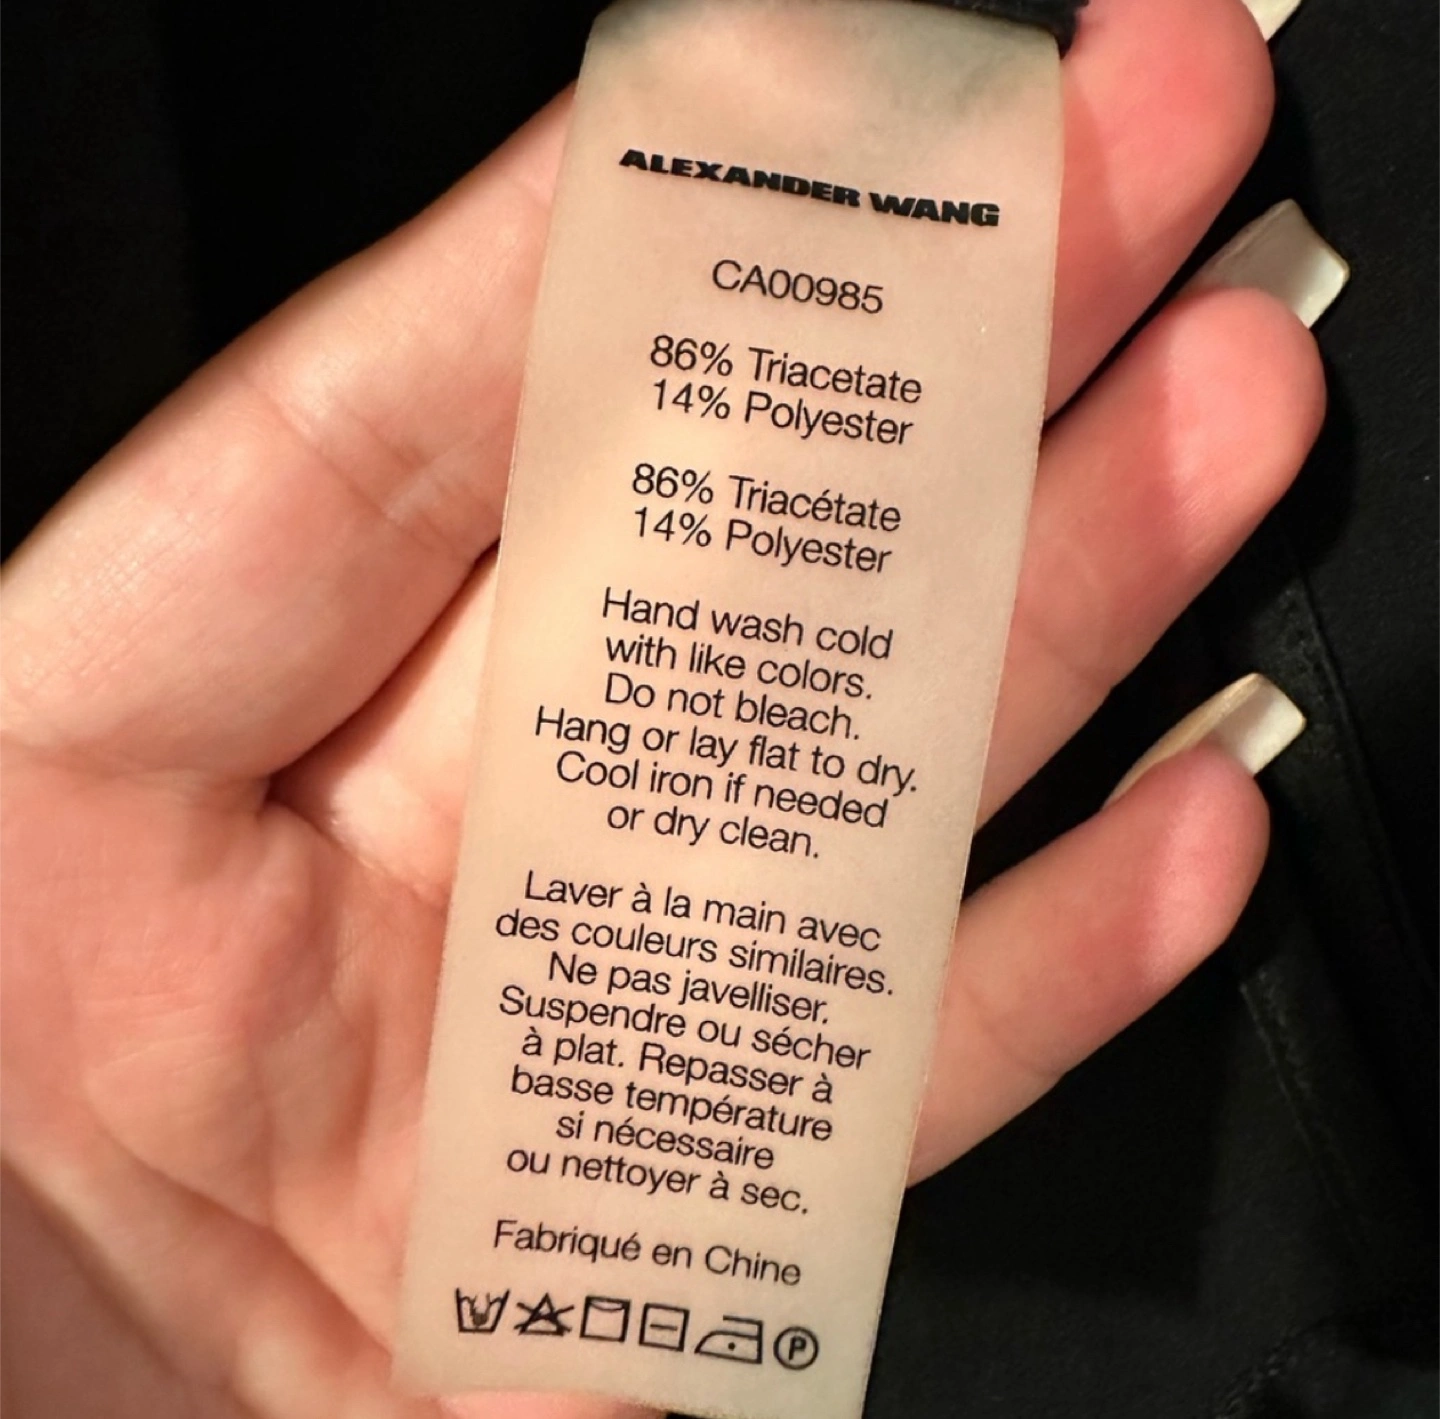 ALEXANDER WANG
CA00985
86% Triacetate
14% Polyester
86% Triacétate
14% Polyester
Hand wash cold
with like colors.
Do not bleach.
Hang or lay flat to dry.
Cool iron if needed
or dry clean.
Laver à la main avec
des couleurs similaires.
Ne pas javelliser.
Suspendre ou sécher
à plat. Repasser à
basse température
si nécessaire
ou nettoyer à sec.
Fabriqué en Chine
P